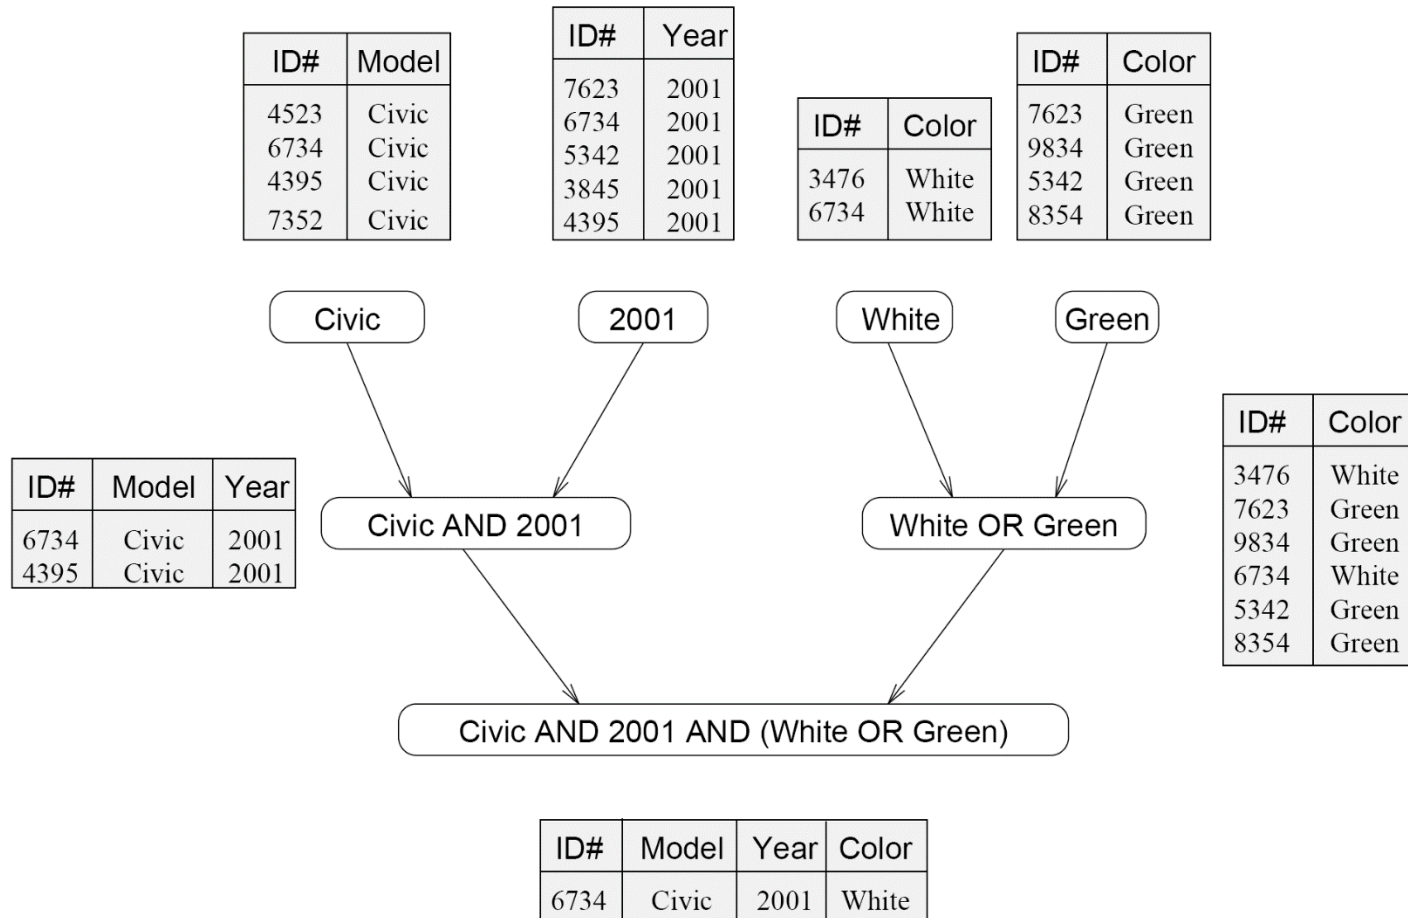 ID# Model
4523 Civic
6734 Civic
4395 Civic
7352 Civic
ID# Year
7623 2001
6734 2001
5342 2001
3845 2001
4395 2001
ID# Color
3476 White
6734 White
ID# Color
7623 Green
9834 Green
5342 Green
8354 Green
Civic
2001
White
Green
ID# Model Year
6734 Civic 2001
4395 Civic 2001
Civic AND 2001
White OR Green
ID# Color
3476 White
7623 Green
9834 Green
6734 White
5342 Green
8354 Green
Civic AND 2001 AND (White OR Green)
ID# Model Year Color
6734 Civic 2001 White